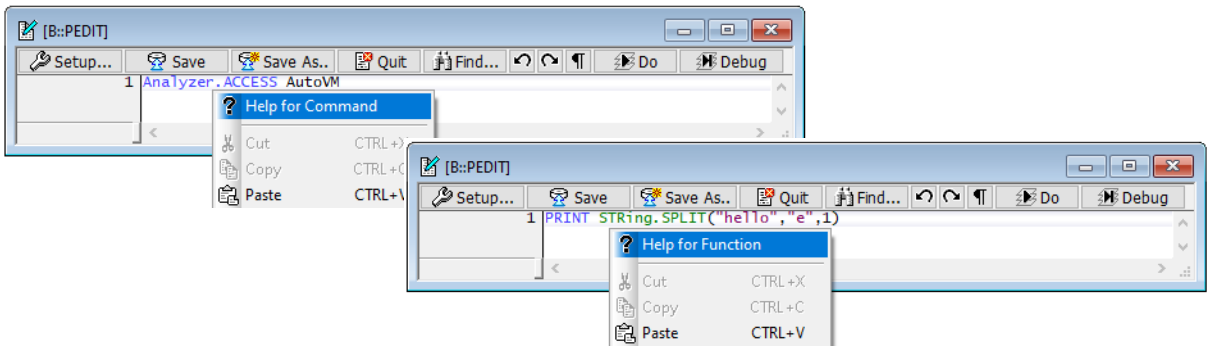 [B::PEDIT]
Setup... Save Save As.. Quit Find... ¶ Do Debug
1 Analyzer.ACCESS AutoVM
? Help for Command
Cut CTRL+X
Copy CTRL+C
Paste CTRL+V
[B::PEDIT]
Setup... Save Save As.. Quit Find... ¶ Do Debug
1 PRINT STRing.SPLIT("hello","e",1)
? Help for Function
Cut CTRL+X
Copy CTRL+C
Paste CTRL+V